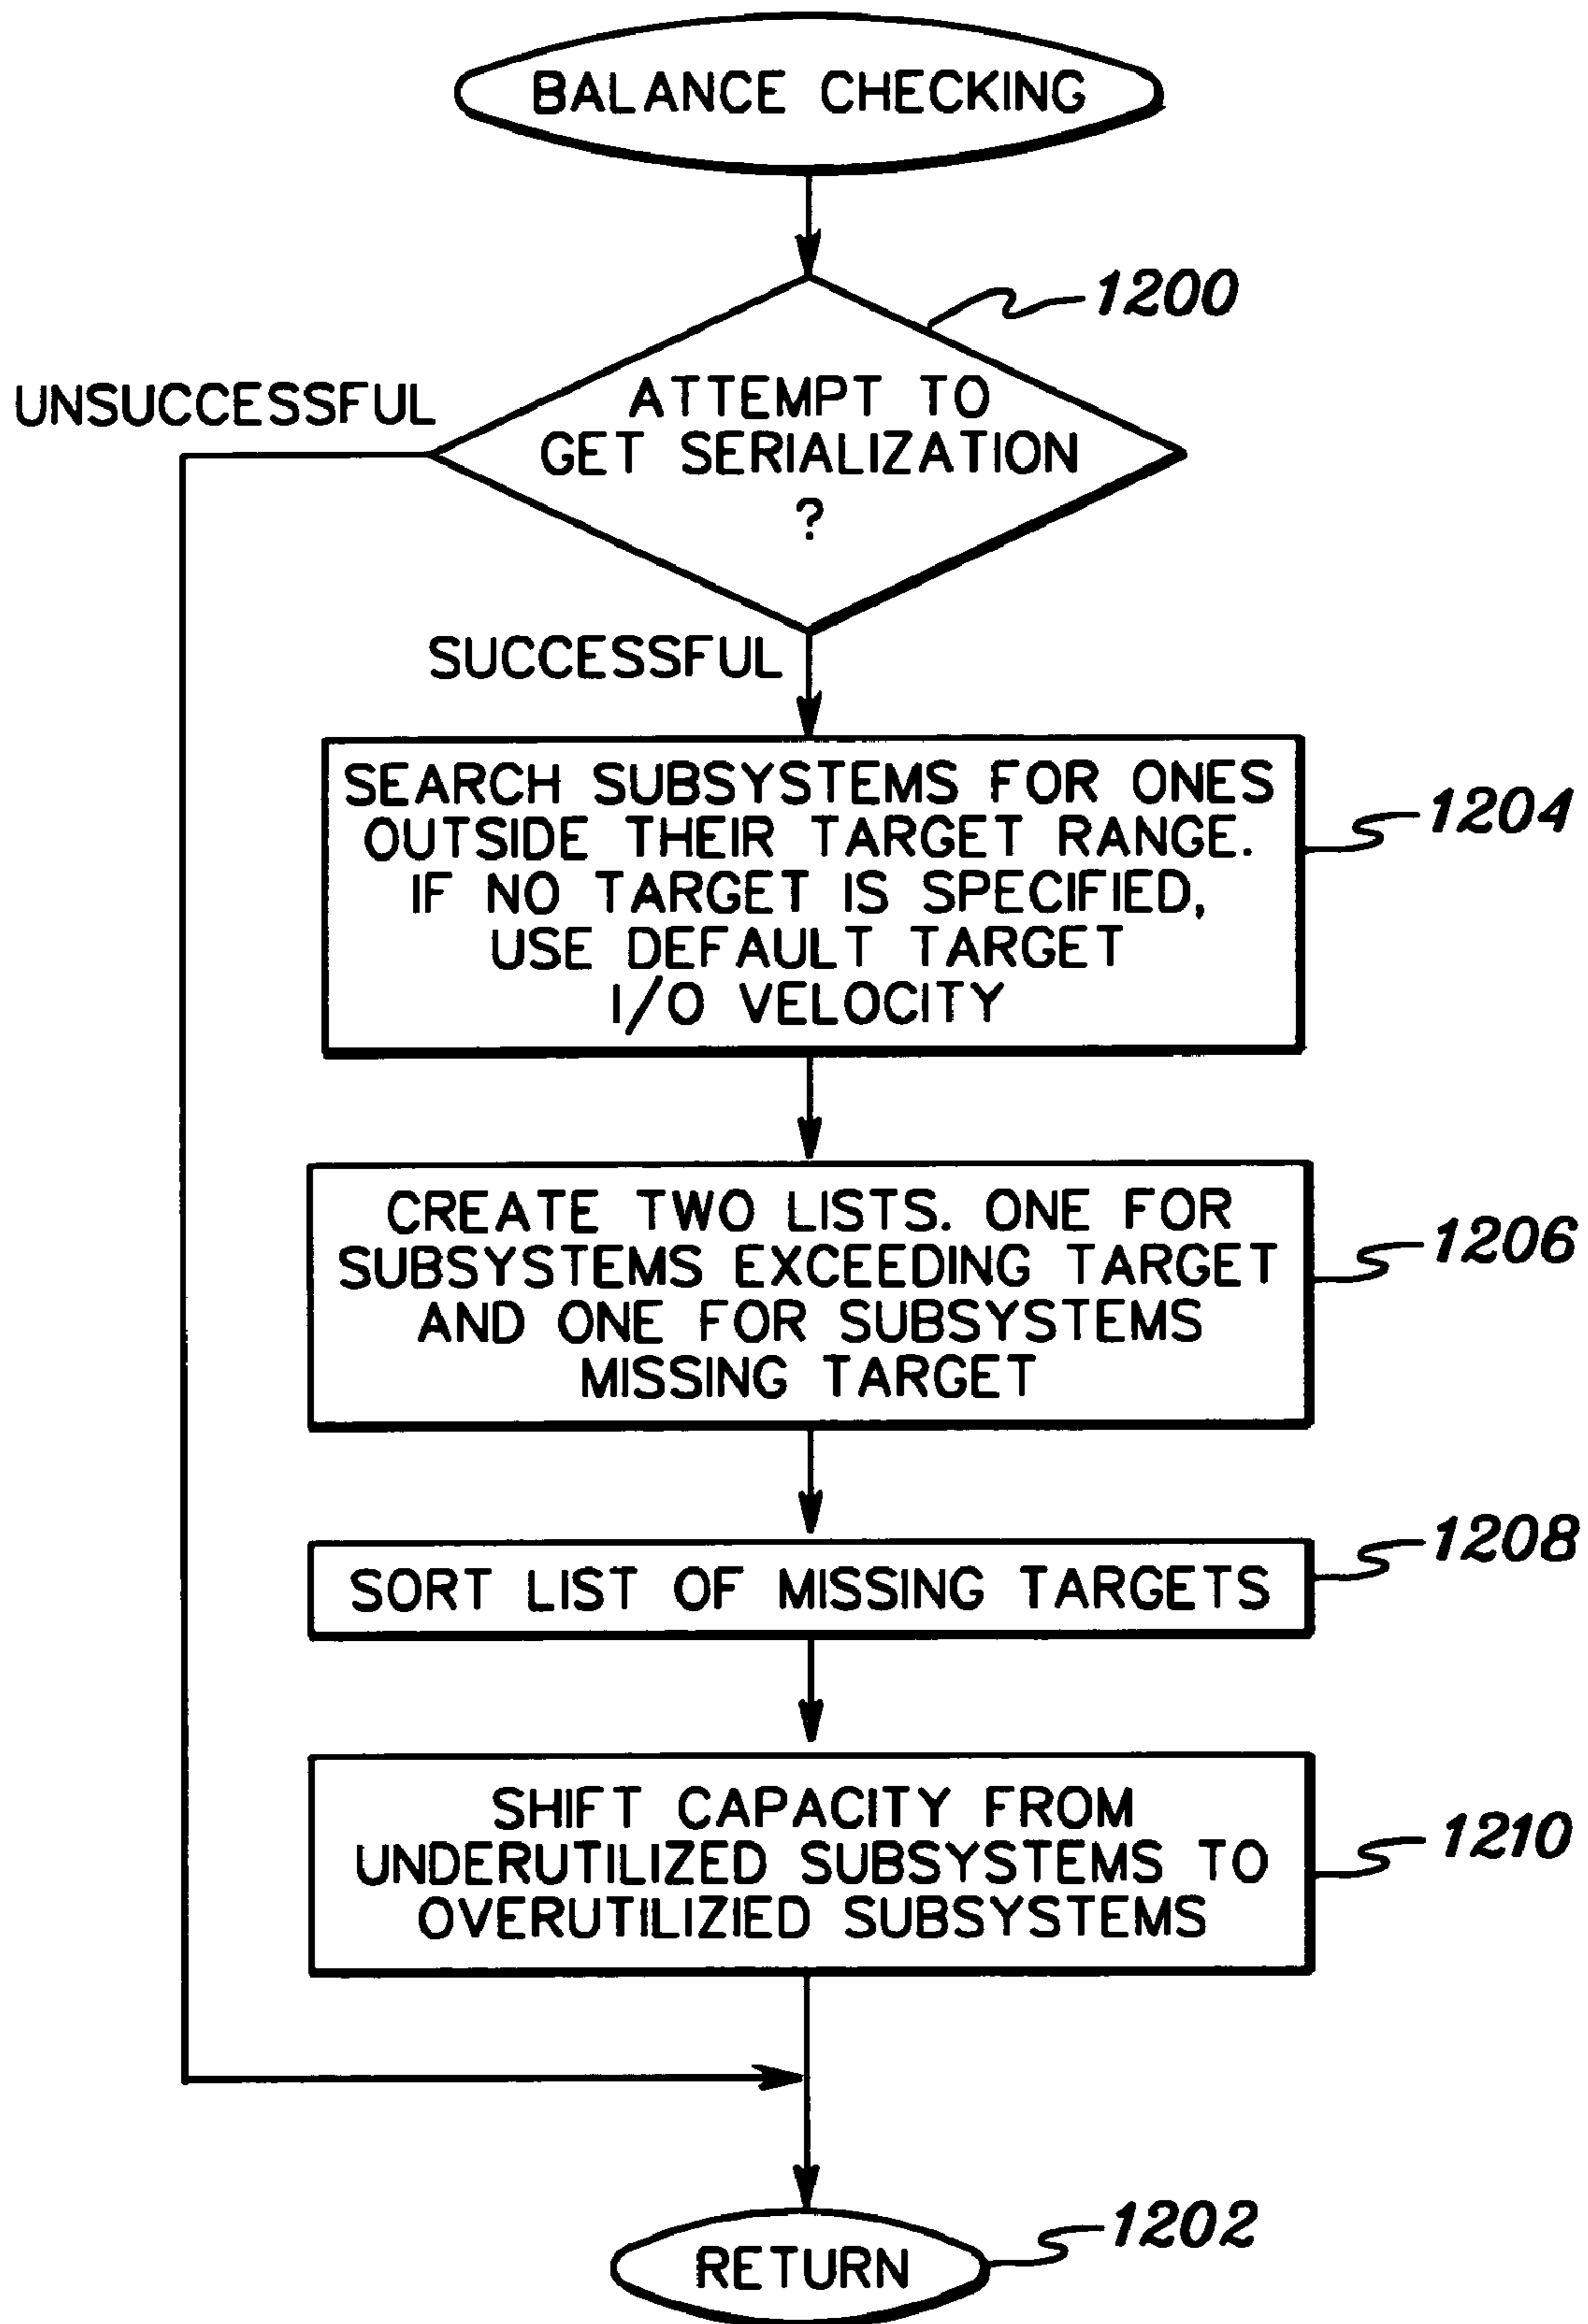 BALANCE CHECKING
1200
UNSUCCESSFUL
ATTEMPT TO
GET SERIALIZATION
?
SUCCESSFUL
SEARCH SUBSYSTEMS FOR ONES
OUTSIDE THEIR TARGET RANGE.
IF NO TARGET IS SPECIFIED,
USE DEFAULT TARGET
I/O VELOCITY
1204
CREATE TWO LISTS. ONE FOR
SUBSYSTEMS EXCEEDING TARGET
AND ONE FOR SUBSYSTEMS
MISSING TARGET
1206
SORT LIST OF MISSING TARGETS
1208
SHIFT CAPACITY FROM
UNDERUTILIZED SUBSYSTEMS TO
OVERUTILIZIED SUBSYSTEMS
1210
RETURN
1202